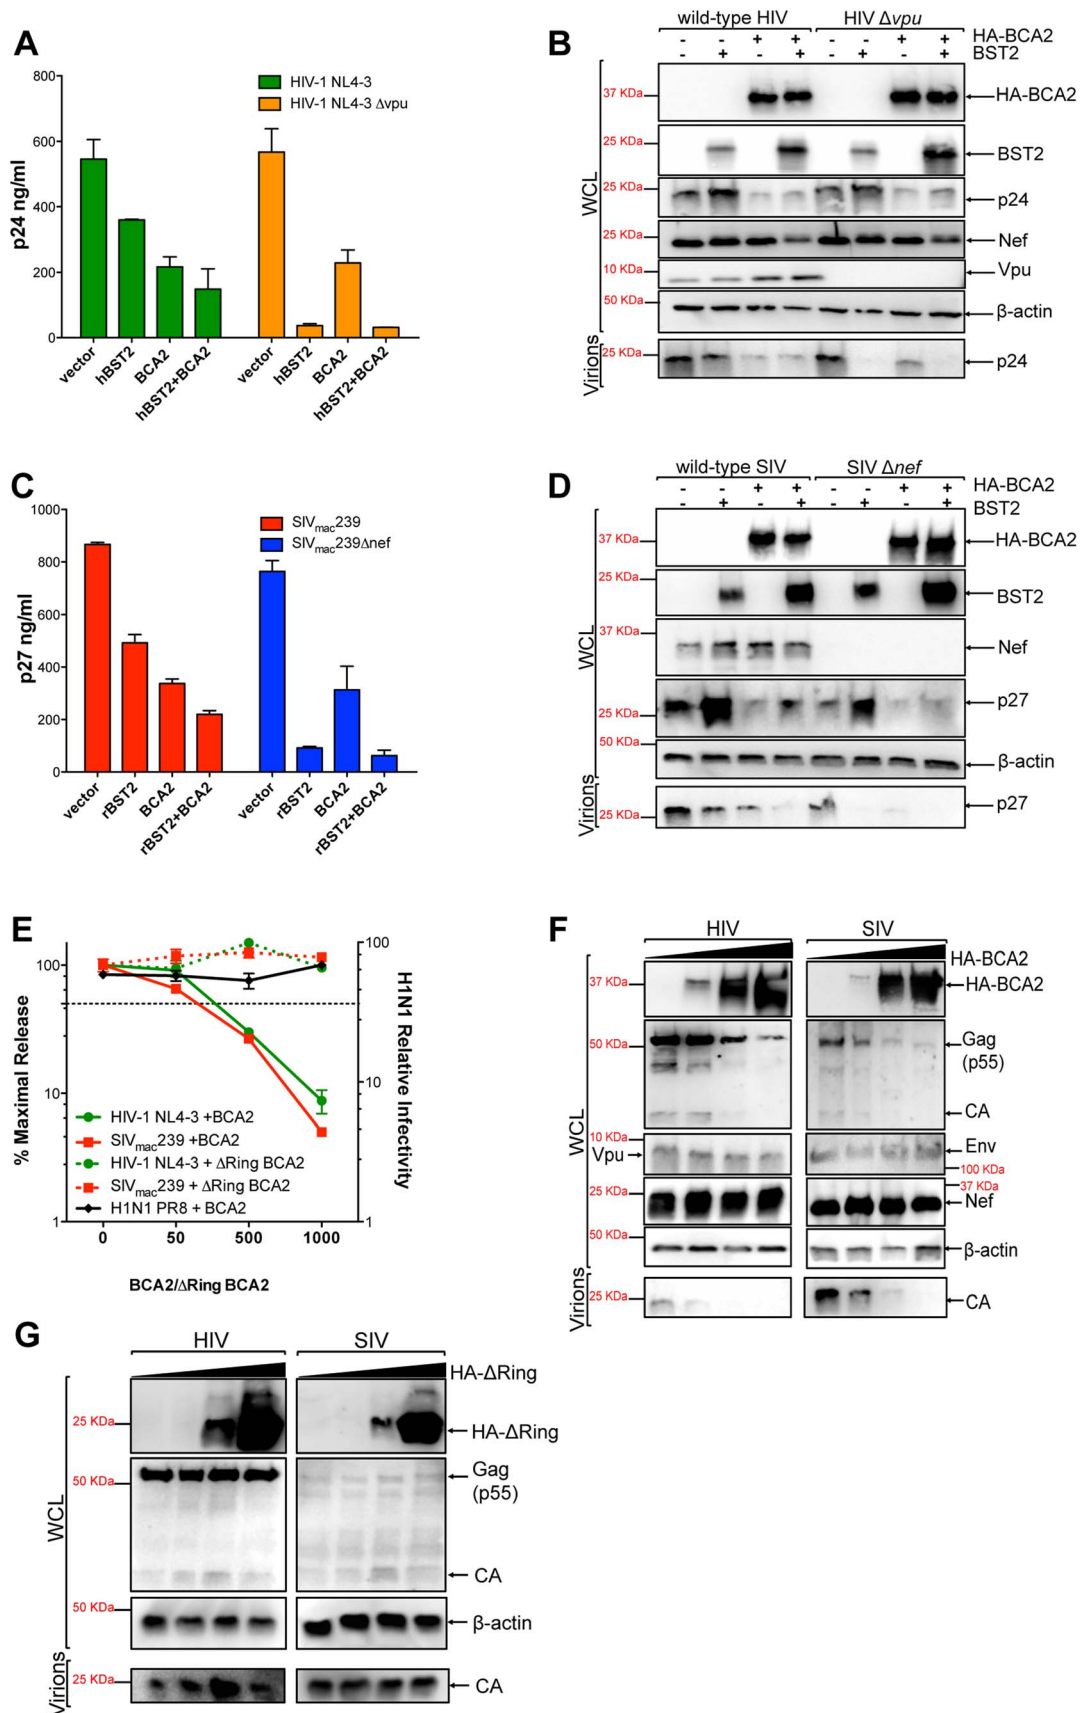 A
800
600
400
200
0
p24 ng/ml
HIV-1 NL4-3
HIV-1 NL4-3 Δvpu
vector
hBST2
BCA2
hBST2+BCA2
vector
hBST2
BCA2
hBST2+BCA2
B
wild-type HIV
HIV Δvpu
- - + + - - + + HA-BCA2
- + - + - + - + BST2
WCL
37 KDa
HA-BCA2
25 KDa
BST2
25 KDa
p24
25 KDa
Nef
10 KDa
Vpu
50 KDa
β-actin
Virions
25 KDa
p24
C
1000
800
600
400
200
0
p27 ng/ml
SIVmac239
SIVmac239Δnef
vector
rBST2
BCA2
rBST2+BCA2
vector
rBST2
BCA2
rBST2+BCA2
D
wild-type SIV
SIV Δnef
- - + + - - + + HA-BCA2
- + - + - + - + BST2
WCL
37 KDa
HA-BCA2
25 KDa
BST2
37 KDa
Nef
25 KDa
p27
50 KDa
β-actin
Virions
25 KDa
p27
E
100
10
1
% Maximal Release
100
10
1
H1N1 Relative Infectivity
HIV-1 NL4-3 +BCA2
SIVmac239 +BCA2
HIV-1 NL4-3 + ΔRing BCA2
SIVmac239 + ΔRing BCA2
H1N1 PR8 + BCA2
0 50 500 1000
BCA2/ΔRing BCA2
F
HIV
SIV
HA-BCA2
WCL
37 KDa
HA-BCA2
50 KDa
Gag
(p55)
CA
10 KDa
Vpu
Env
100 KDa
37 KDa
25 KDa
Nef
50 KDa
β-actin
Virions
25 KDa
CA
G
HIV
SIV
HA-ΔRing
WCL
25 KDa
HA-ΔRing
50 KDa
Gag
(p55)
CA
50 KDa
β-actin
Virions
25 KDa
CA